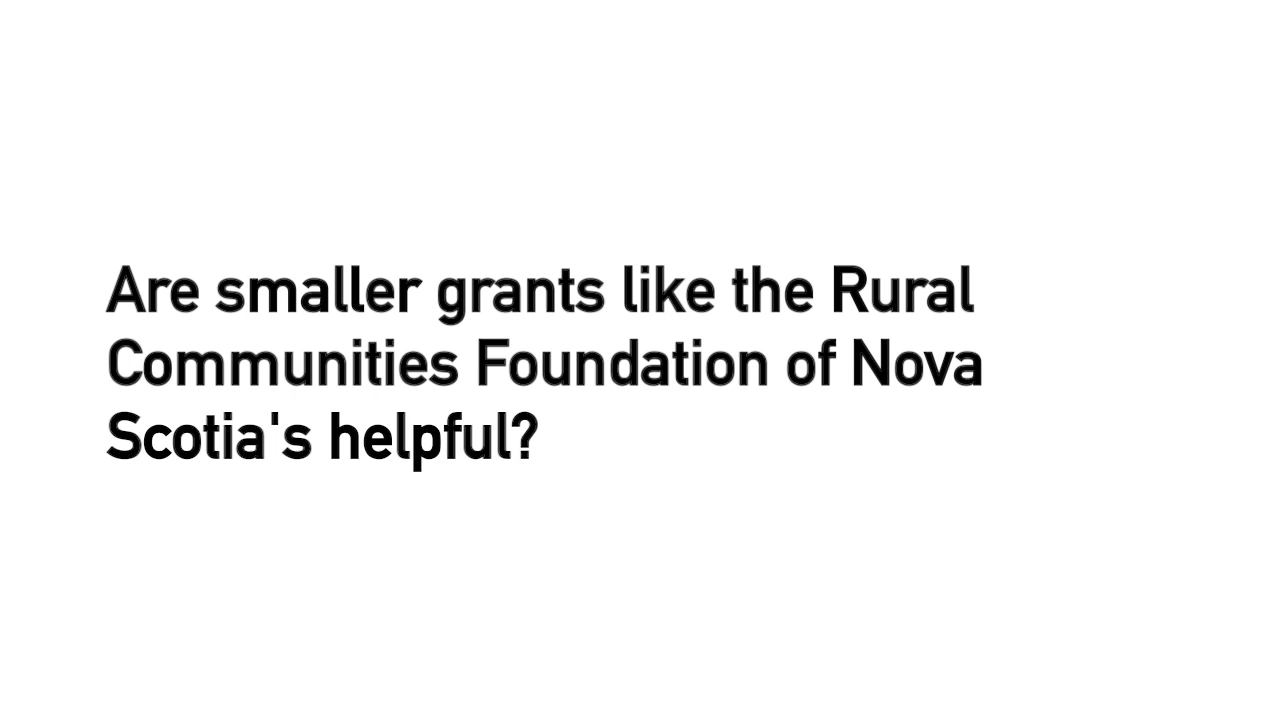 Are smaller grants like the Rural
Communities Foundation of Nova
Scotia's helpful?